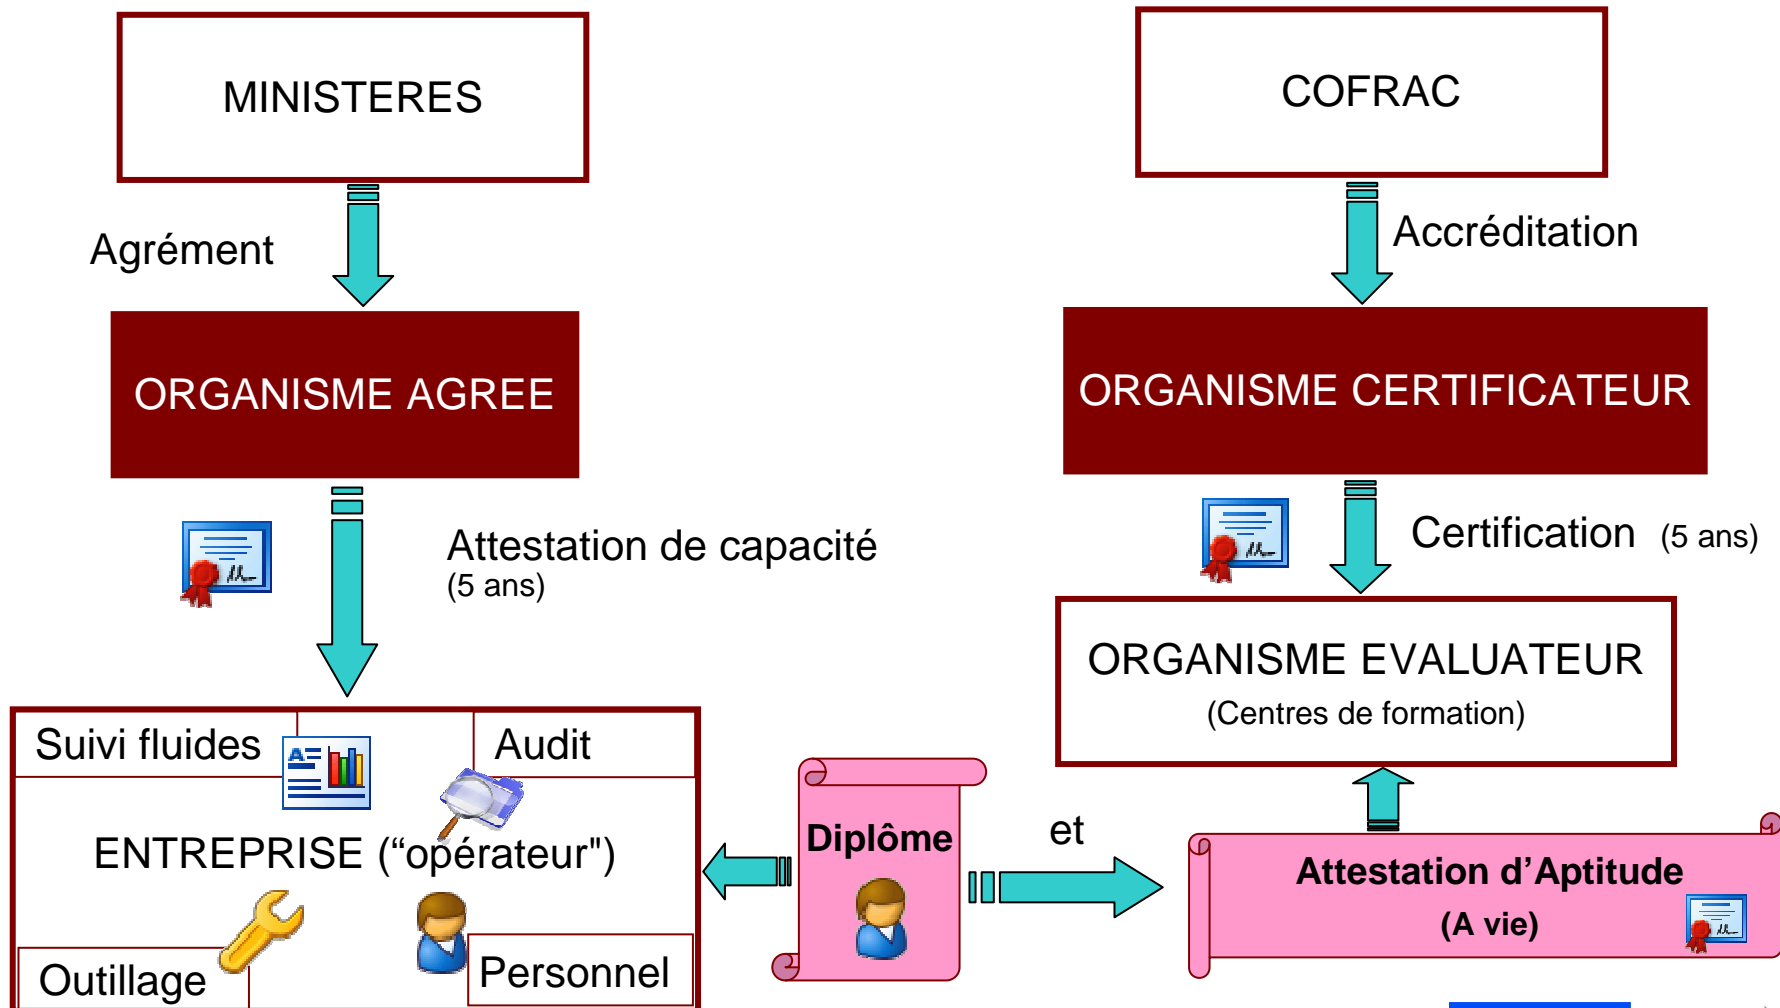 MINISTERES
COFRAC
Agrément
Accréditation
ORGANISME AGREE
ORGANISME CERTIFICATEUR
Attestation de capacité
(5 ans)
Certification (5 ans)
ORGANISME EVALUATEUR
(Centres de formation)
Suivi fluides
Audit
ENTREPRISE (“opérateur")
Outillage
Personnel
Diplôme
et
Attestation d’Aptitude
(A vie)